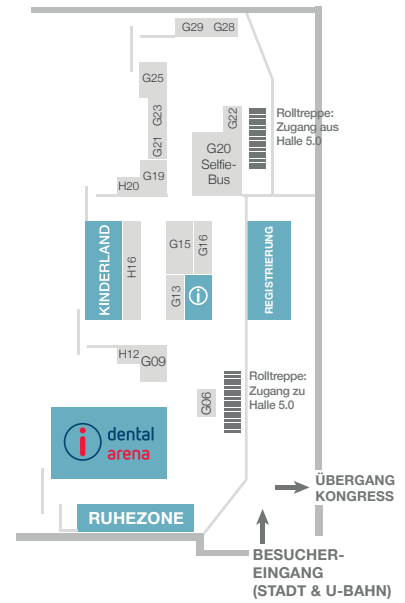 G29 G28
G25
G23
G21
G22
Rolltreppe:
Zugang aus
Halle 5.0
G20
Selfie-
Bus
G19
H20
KINDERLAND
H16
G15
G16
G13
i
REGISTRIERUNG
H12
G09
G06
Rolltreppe:
Zugang zu
Halle 5.0
i dental
arena
RUHEZONE
ÜBERGANG
KONGRESS
BESUCHER-
EINGANG
(STADT & U-BAHN)